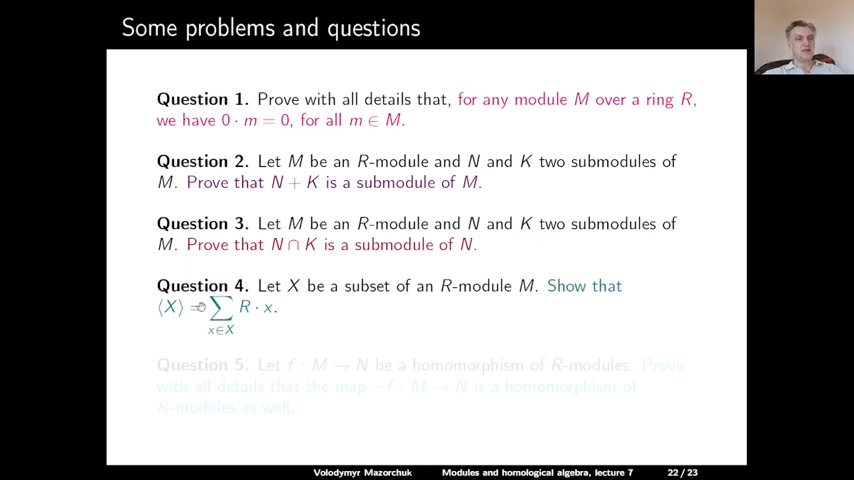 Some problems and questions
Question 1. Prove with all details that, for any module M over a ring R,
we have 0 · m = 0, for all m ∈ M.
Question 2. Let M be an R-module and N and K two submodules of
M. Prove that N + K is a submodule of M.
Question 3. Let M be an R-module and N and K two submodules of
M. Prove that N ∩ K is a submodule of N.
Question 4. Let X be a subset of an R-module M. Show that
⟨X⟩ = ∑ R · x.
x∈X
Question 5. Let f : M → N be a homomorphism of R-modules. Prove
with all details that the map −f : M → N is a homomorphism of
R-modules as well.
Volodymyr Mazorchuk Modules and homological algebra, lecture 7 22 / 23